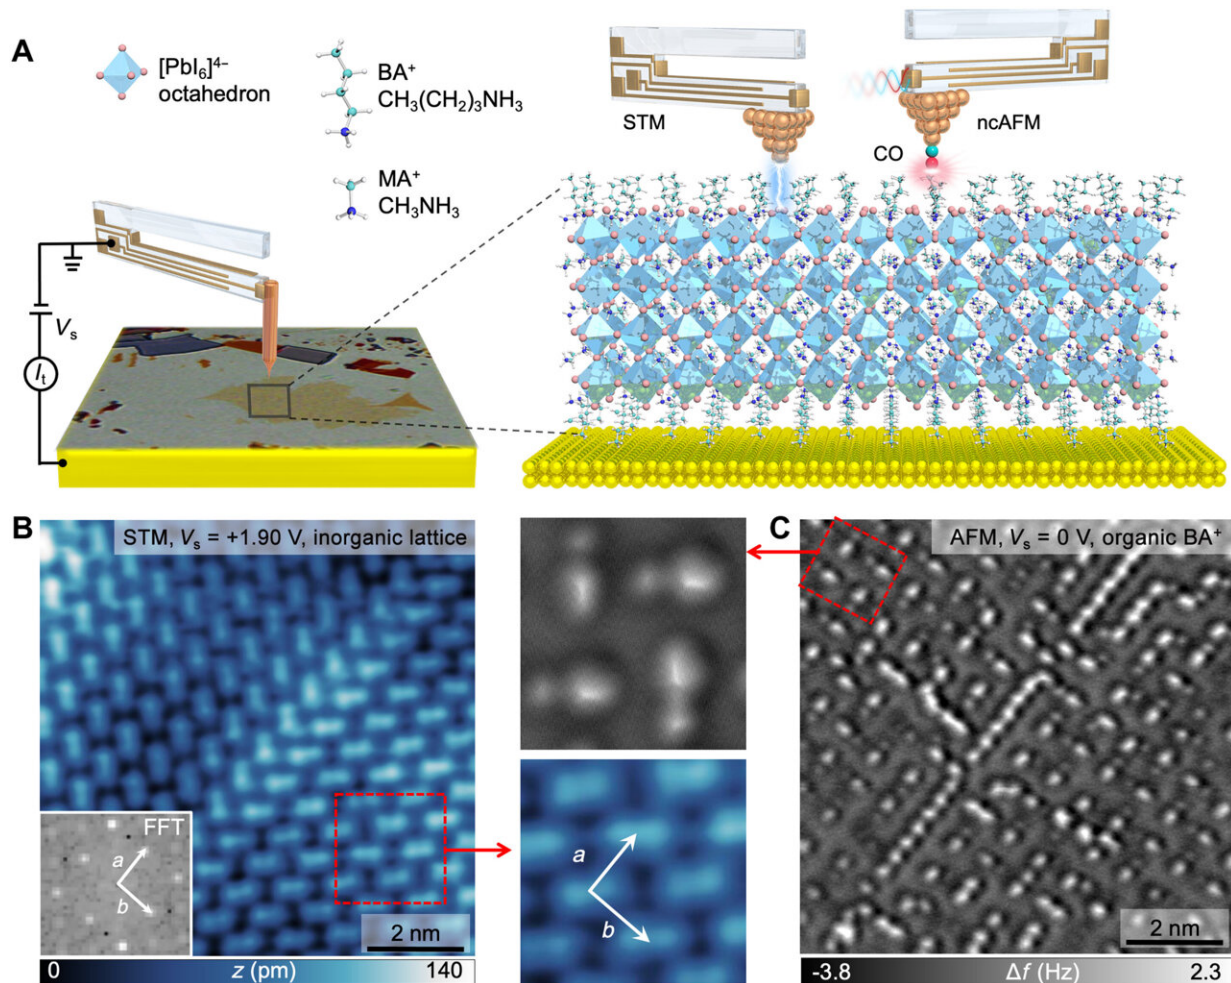 A
[PbI₆]⁴⁻
octahedron
BA⁺
CH₃(CH₂)₃NH₃
MA⁺
CH₃NH₃
STM
ncAFM
CO
Vₛ
Iₜ
B
STM, Vₛ = +1.90 V, inorganic lattice
FFT
a
b
2 nm
0
z (pm)
140
a
b
C
AFM, Vₛ = 0 V, organic BA⁺
2 nm
-3.8
Δf (Hz)
2.3